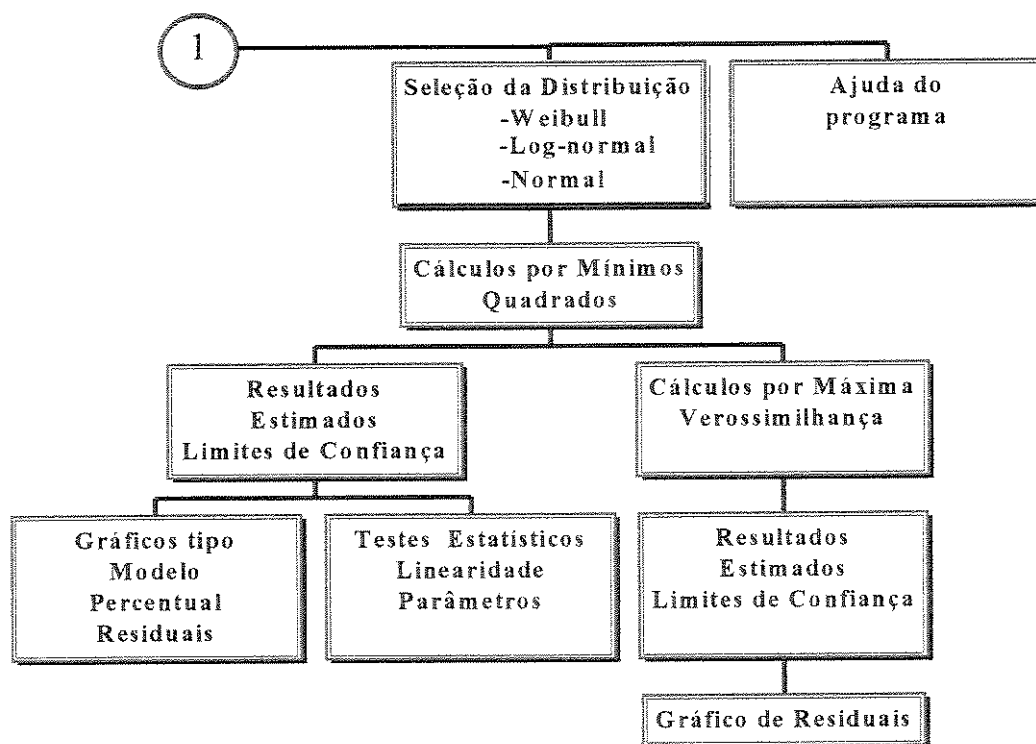 1
Seleção da Distribuição
-Weibull
-Log-normal
-Normal
Ajuda do
programa
Cálculos por Mínimos
Quadrados
Resultados
Estimados
Limites de Confiança
Cálculos por Máxima
Verossimilhança
Gráficos tipo
Modelo
Percentual
Residuais
Testes Estatísticos
Linearidade
Parâmetros
Resultados
Estimados
Limites de Confiança
Gráfico de Residuais